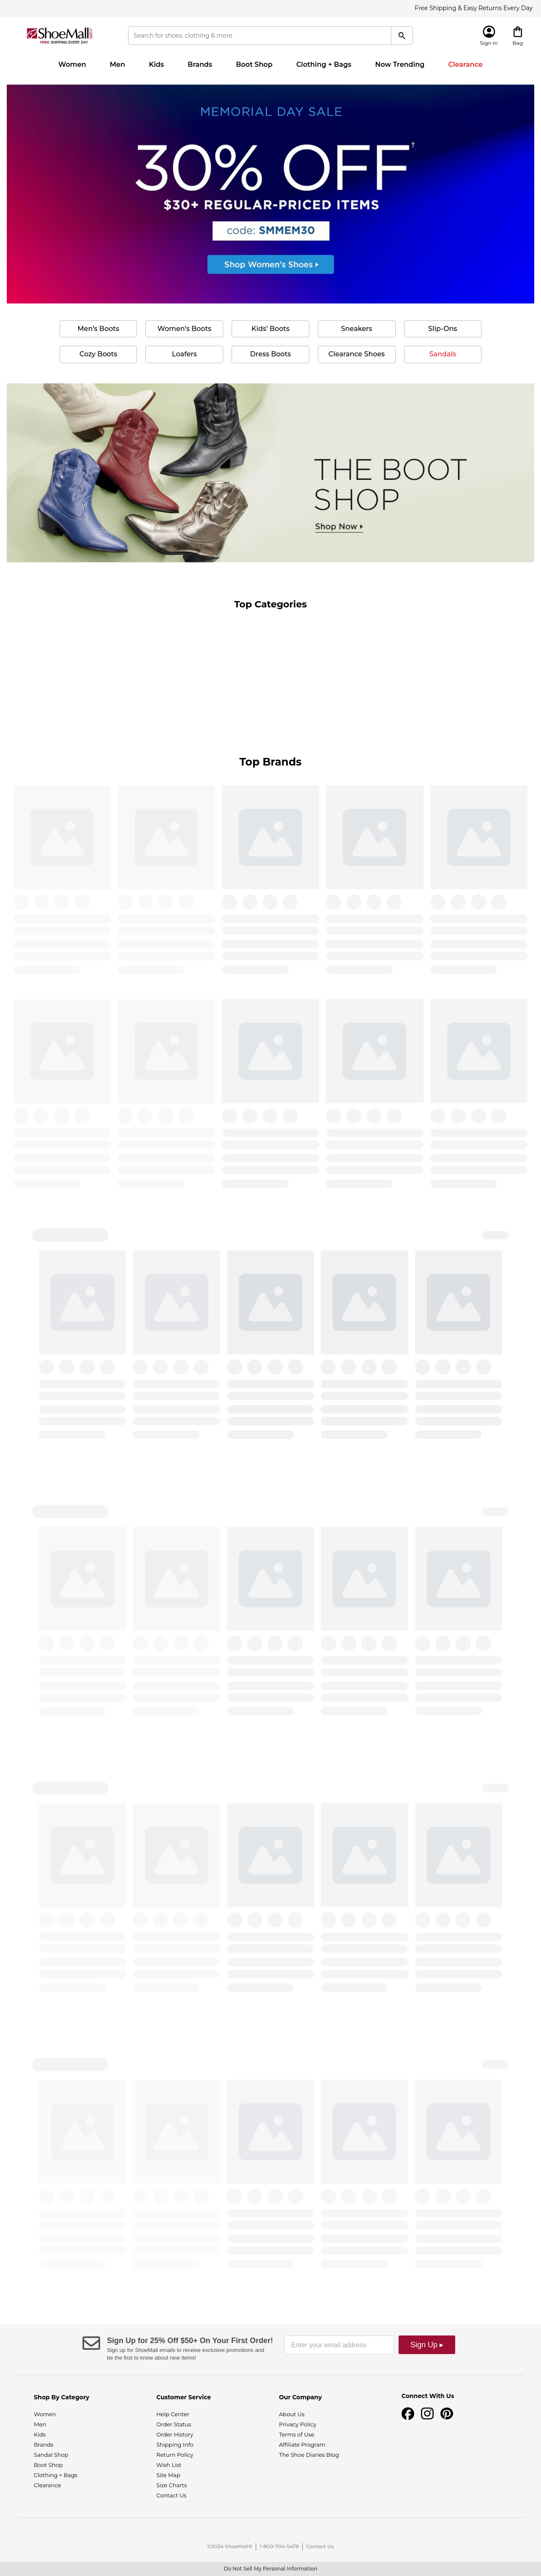 Free Shipping & Easy Returns Every Day
ShoeMall
FREE SHIPPING EVERY DAY
Search for shoes, clothing & more
Sign In
Bag
Women Men Kids Brands Boot Shop Clothing + Bags Now Trending Clearance
MEMORIAL DAY SALE
30% OFF†
$30+ REGULAR-PRICED ITEMS
code: SMMEM30
Shop Women's Shoes
Men's Boots Women's Boots Kids' Boots Sneakers Slip-Ons
Cozy Boots Loafers Dress Boots Clearance Shoes Sandals
THE BOOT
SHOP
Shop Now
Top Categories
Top Brands
Sign Up for 25% Off $50+ On Your First Order!
Sign up for ShoeMall emails to receive exclusive promotions and
be the first to know about new items!
Enter your email address
Sign Up ▸
Shop By Category
Women
Men
Kids
Brands
Sandal Shop
Boot Shop
Clothing + Bags
Clearance
Customer Service
Help Center
Order Status
Order History
Shipping Info
Return Policy
Wish List
Site Map
Size Charts
Contact Us
Our Company
About Us
Privacy Policy
Terms of Use
Affiliate Program
The Shoe Diaries Blog
Connect With Us
©2024 ShoeMall® | 1-800-704-5478 | Contact Us
Do Not Sell My Personal Information